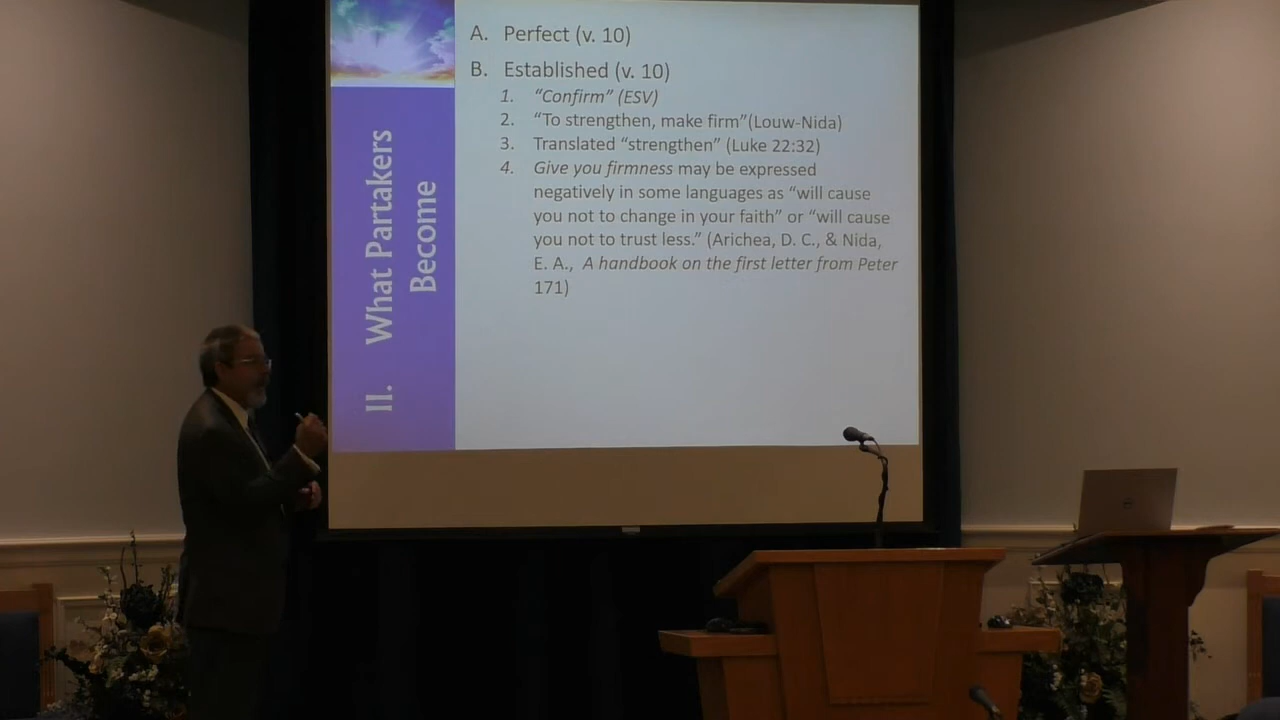 II. What Partakers
Become
A. Perfect (v. 10)
B. Established (v. 10)
1. “Confirm” (ESV)
2. “To strengthen, make firm”(Louw-Nida)
3. Translated “strengthen” (Luke 22:32)
4. Give you firmness may be expressed
negatively in some languages as “will cause
you not to change in your faith” or “will cause
you not to trust less.” (Arichea, D. C., & Nida,
E. A., A handbook on the first letter from Peter
171)